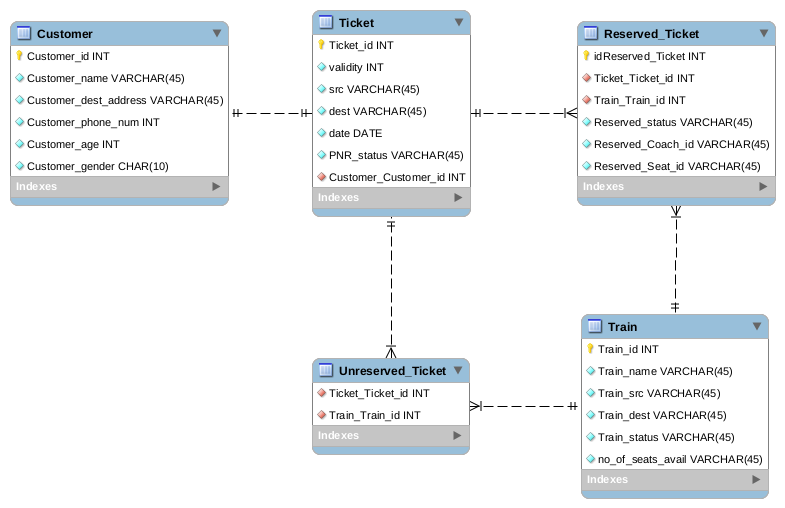 Customer
Customer_id INT
Customer_name VARCHAR(45)
Customer_dest_address VARCHAR(45)
Customer_phone_num INT
Customer_age INT
Customer_gender CHAR(10)
Indexes
Ticket
Ticket_id INT
validity INT
src VARCHAR(45)
dest VARCHAR(45)
date DATE
PNR_status VARCHAR(45)
Customer_Customer_id INT
Indexes
Reserved_Ticket
idReserved_Ticket INT
Ticket_Ticket_id INT
Train_Train_id INT
Reserved_status VARCHAR(45)
Reserved_Coach_id VARCHAR(45)
Reserved_Seat_id VARCHAR(45)
Indexes
Unreserved_Ticket
Ticket_Ticket_id INT
Train_Train_id INT
Indexes
Train
Train_id INT
Train_name VARCHAR(45)
Train_src VARCHAR(45)
Train_dest VARCHAR(45)
Train_status VARCHAR(45)
no_of_seats_avail VARCHAR(45)
Indexes